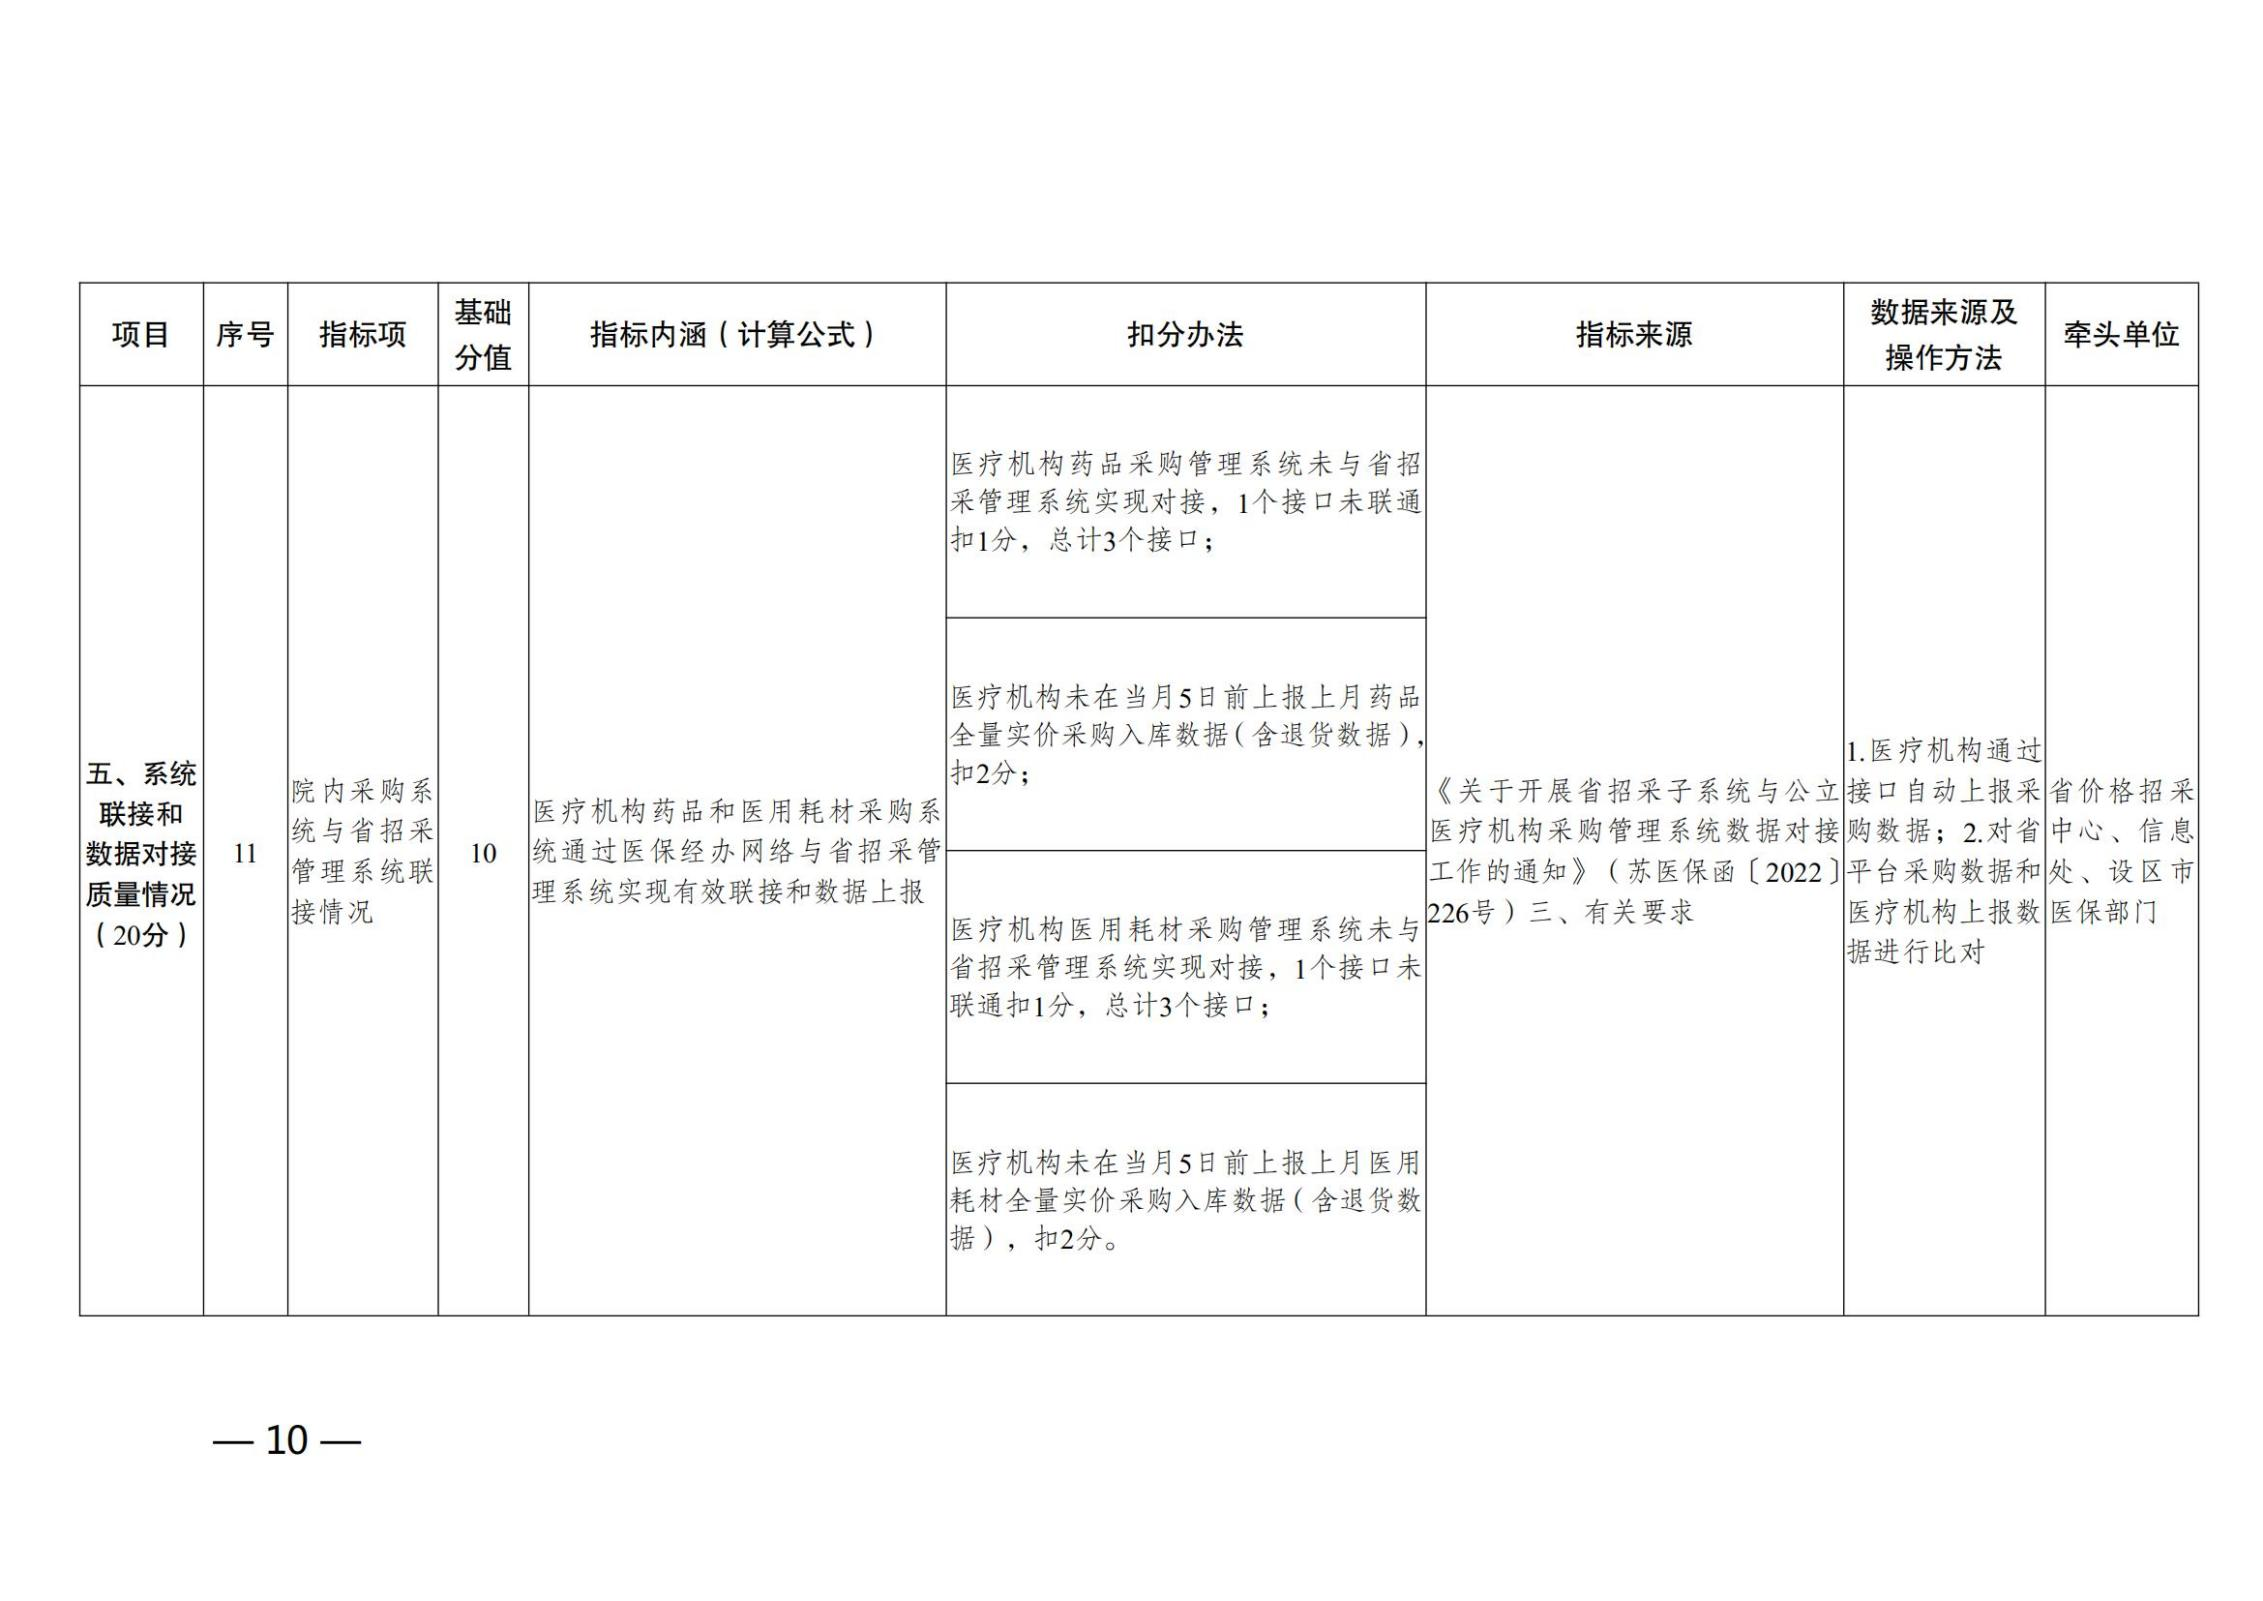 项目
序号
指标项
基础
分值
指标内涵（计算公式）
扣分办法
指标来源
数据来源及
操作方法
牵头单位
五、系统
联接和
数据对接
质量情况
（20分）
11
院内采购系
统与省招采
管理系统联
接情况
10
医疗机构药品和医用耗材采购系
统通过医保经办网络与省招采管
理系统实现有效联接和数据上报
医疗机构药品采购管理系统未与省招
采管理系统实现对接，1个接口未联通
扣1分，总计3个接口；
医疗机构未在当月5日前上报上月药品
全量实价采购入库数据（含退货数据），
扣2分；
医疗机构医用耗材采购管理系统未与
省招采管理系统实现对接，1个接口未
联通扣1分，总计3个接口；
医疗机构未在当月5日前上报上月医用
耗材全量实价采购入库数据（含退货数
据），扣2分。
《关于开展省招采子系统与公立
医疗机构采购管理系统数据对接
工作的通知》（苏医保函〔2022〕
226号）三、有关要求
1.医疗机构通过
接口自动上报采
购数据；2.对省
平台采购数据和
医疗机构上报数
据进行比对
省价格招采
中心、信息
处、设区市
医保部门
— 10 —